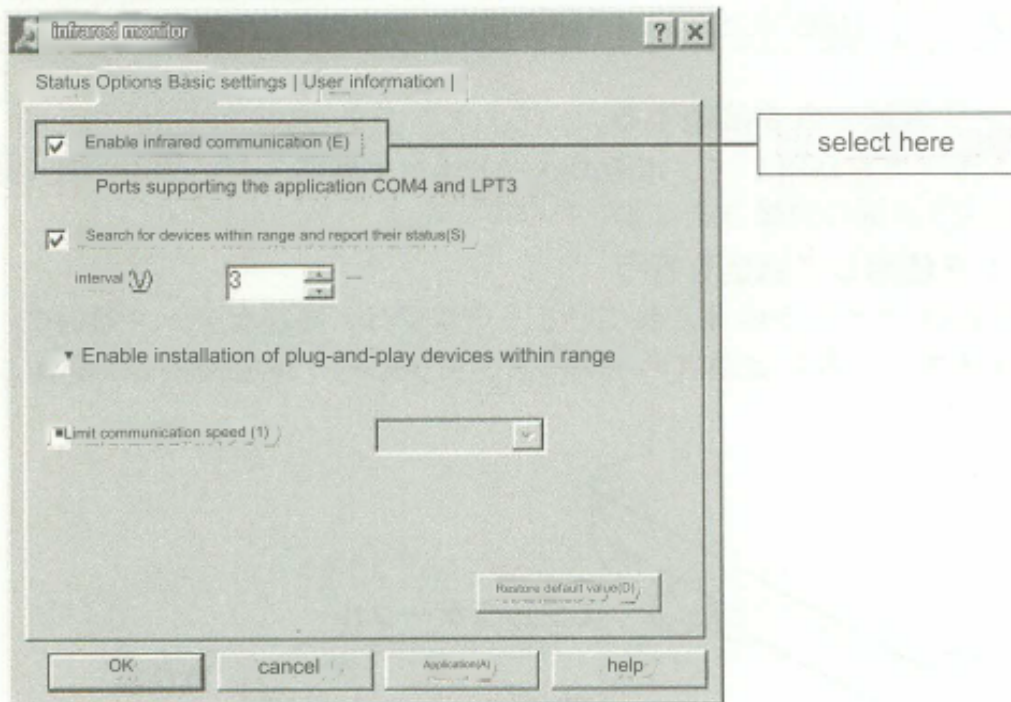 infrared monitor
Status Options Basic settings | User information |
Enable infrared communication (E)
select here
Ports supporting the application COM4 and LPT3
Search for devices within range and report their status(S)
interval (V)
3
Enable installation of plug-and-play devices within range
Limit communication speed (1)
Restore default value(D)
OK cancel Application(A) help